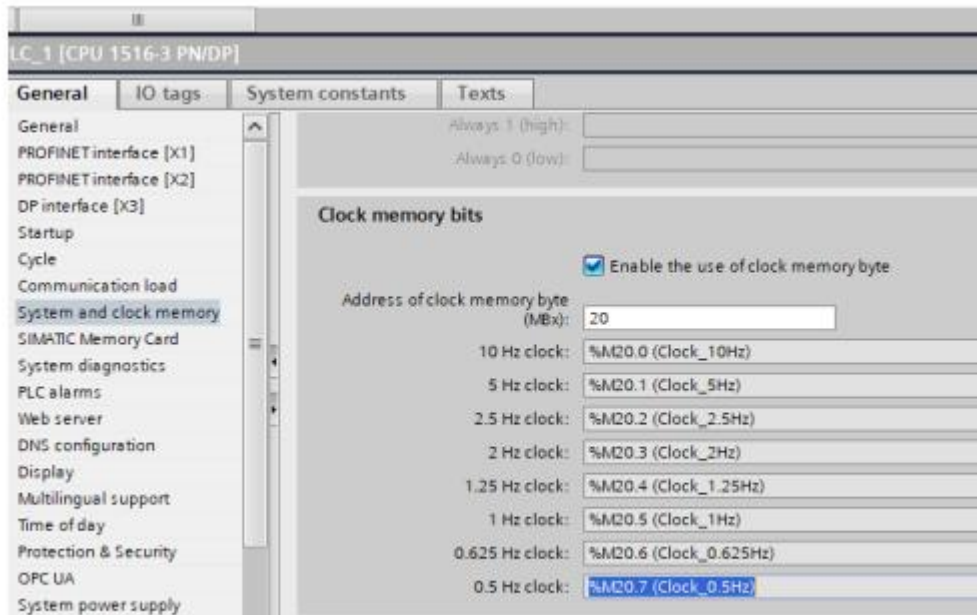 LC_1 [CPU 1516-3 PN/DP]
General IO tags System constants Texts
General
PROFINET interface [X1]
PROFINET interface [X2]
DP interface [X3]
Startup
Cycle
Communication load
System and clock memory
SIMATIC Memory Card
System diagnostics
PLC alarms
Web server
DNS configuration
Display
Multilingual support
Time of day
Protection & Security
OPC UA
System power supply
Always 1 (high):
Always 0 (low):
Clock memory bits
Enable the use of clock memory byte
Address of clock memory byte
(MBx): 20
10 Hz clock: %M20.0 (Clock_10Hz)
5 Hz clock: %M20.1 (Clock_5Hz)
2.5 Hz clock: %M20.2 (Clock_2.5Hz)
2 Hz clock: %M20.3 (Clock_2Hz)
1.25 Hz clock: %M20.4 (Clock_1.25Hz)
1 Hz clock: %M20.5 (Clock_1Hz)
0.625 Hz clock: %M20.6 (Clock_0.625Hz)
0.5 Hz clock: %M20.7 (Clock_0.5Hz)